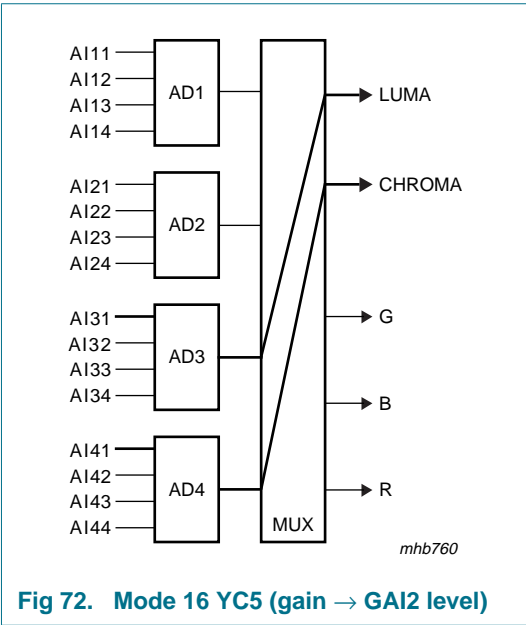 AI11
AI12
AI13
AI14
AD1
LUMA
CHROMA
AI21
AI22
AI23
AI24
AD2
AI31
AI32
AI33
AI34
AD3
G
B
AI41
AI42
AI43
AI44
AD4
R
MUX
mhb760
Fig 72. Mode 16 YC5 (gain → GAI2 level)